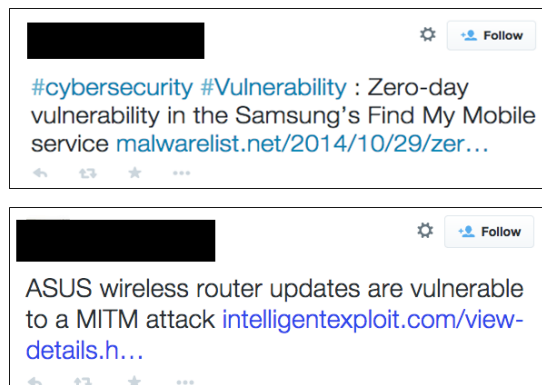 Follow
#cybersecurity #Vulnerability : Zero-day
vulnerability in the Samsung's Find My Mobile
service malwarelist.net/2014/10/29/zer…
Follow
ASUS wireless router updates are vulnerable
to a MITM attack intelligentexploit.com/view-
details.h…